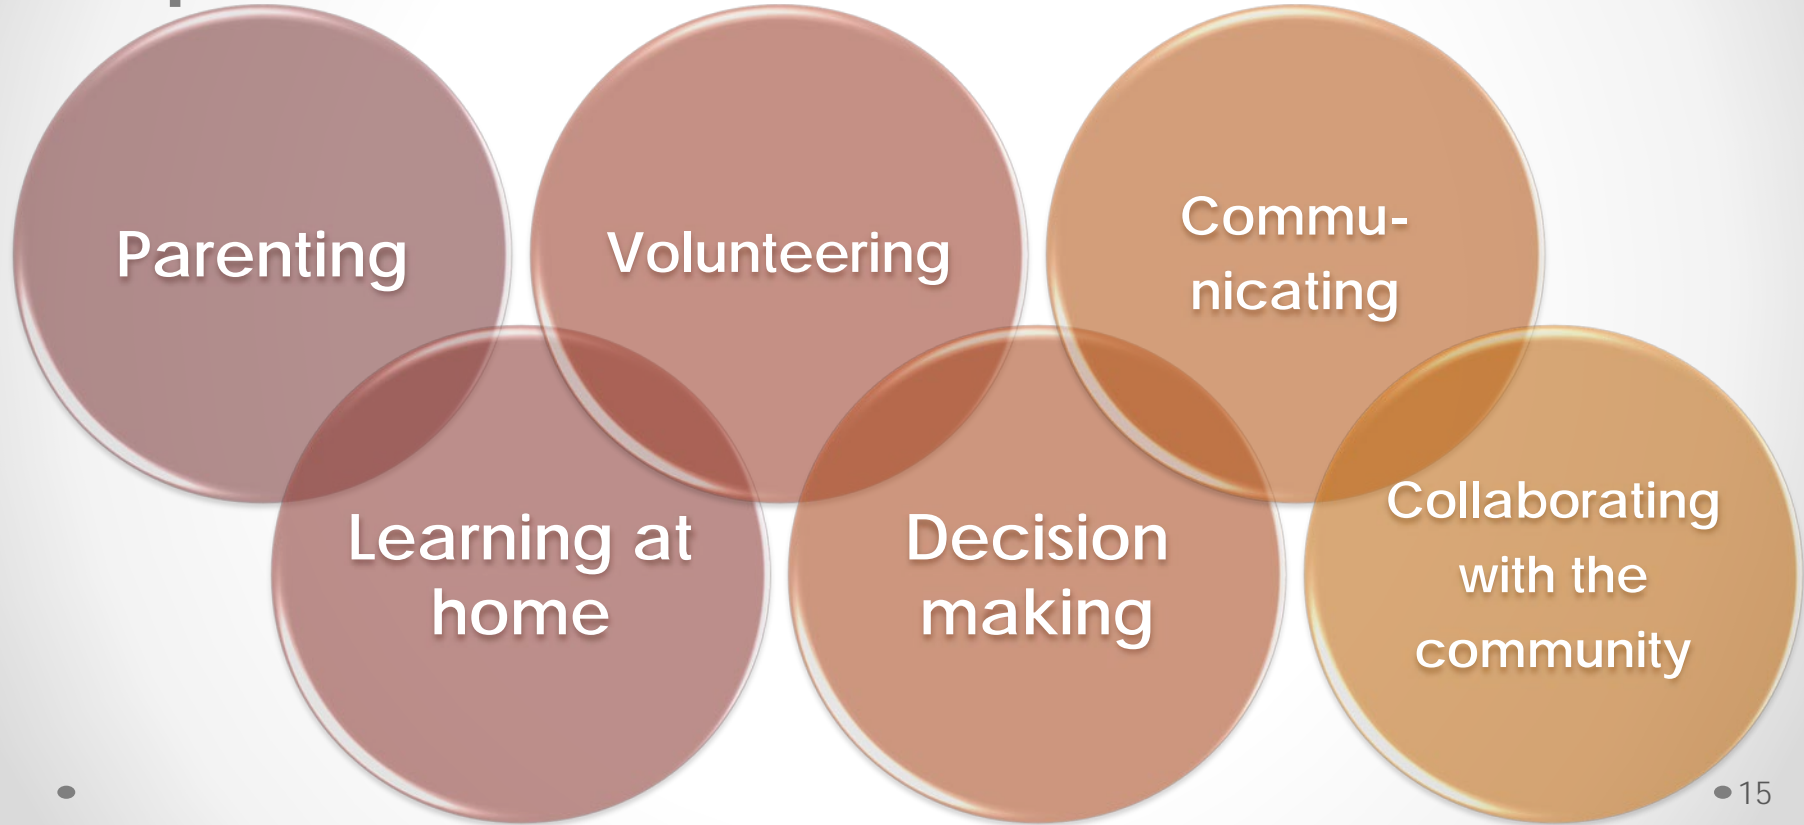 Parenting
Volunteering
Commu-
nicating
Learning at
home
Decision
making
Collaborating
with the
community
15